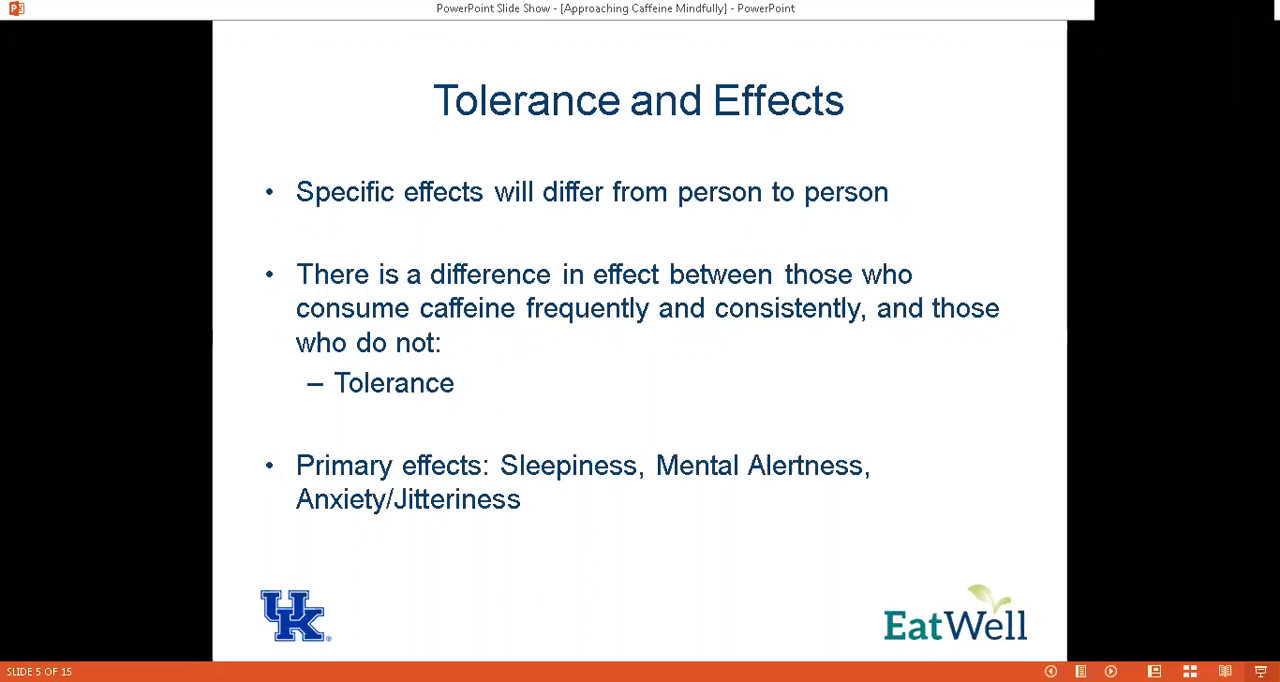 PowerPoint Slide Show - [Approaching Caffeine Mindfully] - PowerPoint
Tolerance and Effects
• Specific effects will differ from person to person
• There is a difference in effect between those who
consume caffeine frequently and consistently, and those
who do not:
– Tolerance
• Primary effects: Sleepiness, Mental Alertness,
Anxiety/Jitteriness
UK
EatWell
SLIDE 5 OF 15